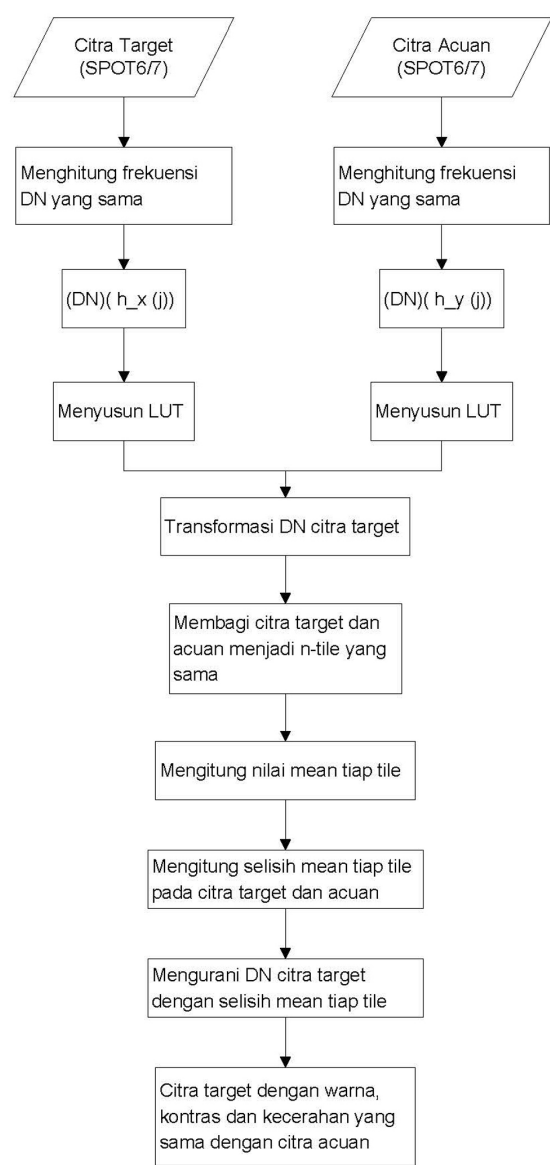 Citra Target
(SPOT6/7)
Citra Acuan
(SPOT6/7)
Menghitung frekuensi
DN yang sama
Menghitung frekuensi
DN yang sama
(DN)( h_x (j))
(DN)( h_y (j))
Menyusun LUT
Menyusun LUT
Transformasi DN citra target
Membagi citra target dan
acuan menjadi n-tile yang
sama
Mengitung nilai mean tiap tile
Mengitung selisih mean tiap tile
pada citra target dan acuan
Mengurani DN citra target
dengan selisih mean tiap tile
Citra target dengan warna,
kontras dan kecerahan yang
sama dengan citra acuan